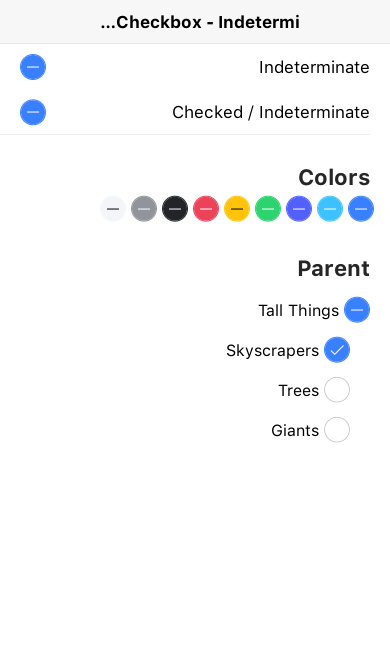 ...Checkbox - Indetermi
Indeterminate
Checked / Indeterminate
Colors
Parent
Tall Things
Skyscrapers
Trees
Giants